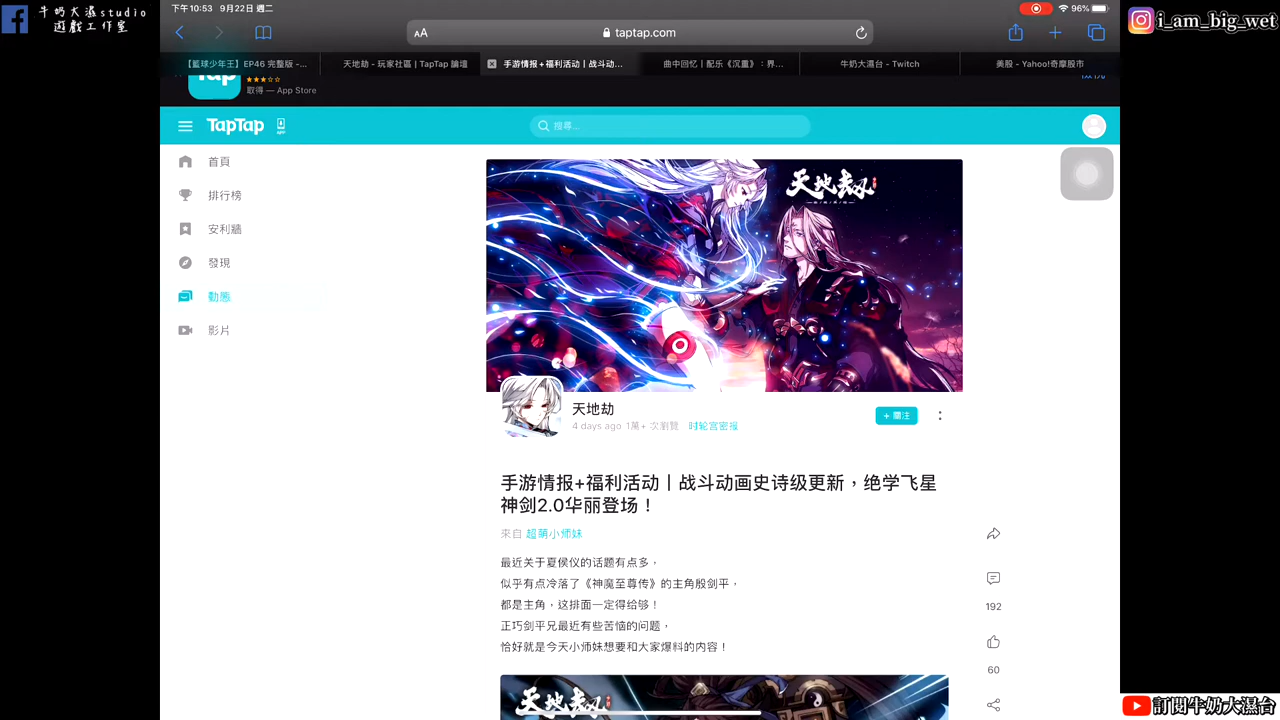 牛奶大濕studio
遊戲工作室
下午10:53 9月22日 週二
96%
i_am_big_wet
AA
taptap.com
【籃球少年王】EP46 完整版 -...
天地劫 - 玩家社區 | TapTap 論壇
手游情报+福利活动丨战斗动...
曲中回忆丨配乐《沉重》：界...
牛奶大濕台 - Twitch
美股 - Yahoo!奇摩股市
取得 — App Store
TapTap
APP
搜尋...
首頁
排行榜
安利牆
發現
動態
影片
天地劫
天地劫
4 days ago 1萬+ 次瀏覽 时轮宫密报
+ 關注
手游情报+福利活动丨战斗动画史诗级更新，绝学飞星
神剑2.0华丽登场！
来自 超萌小师妹
最近关于夏侯仪的话题有点多，
似乎有点冷落了《神魔至尊传》的主角殷剑平，
都是主角，这排面一定得给够！
正巧剑平兄最近有些苦恼的问题，
恰好就是今天小师妹想要和大家爆料的内容！
192
60
天地劫
訂閱牛奶大濕台